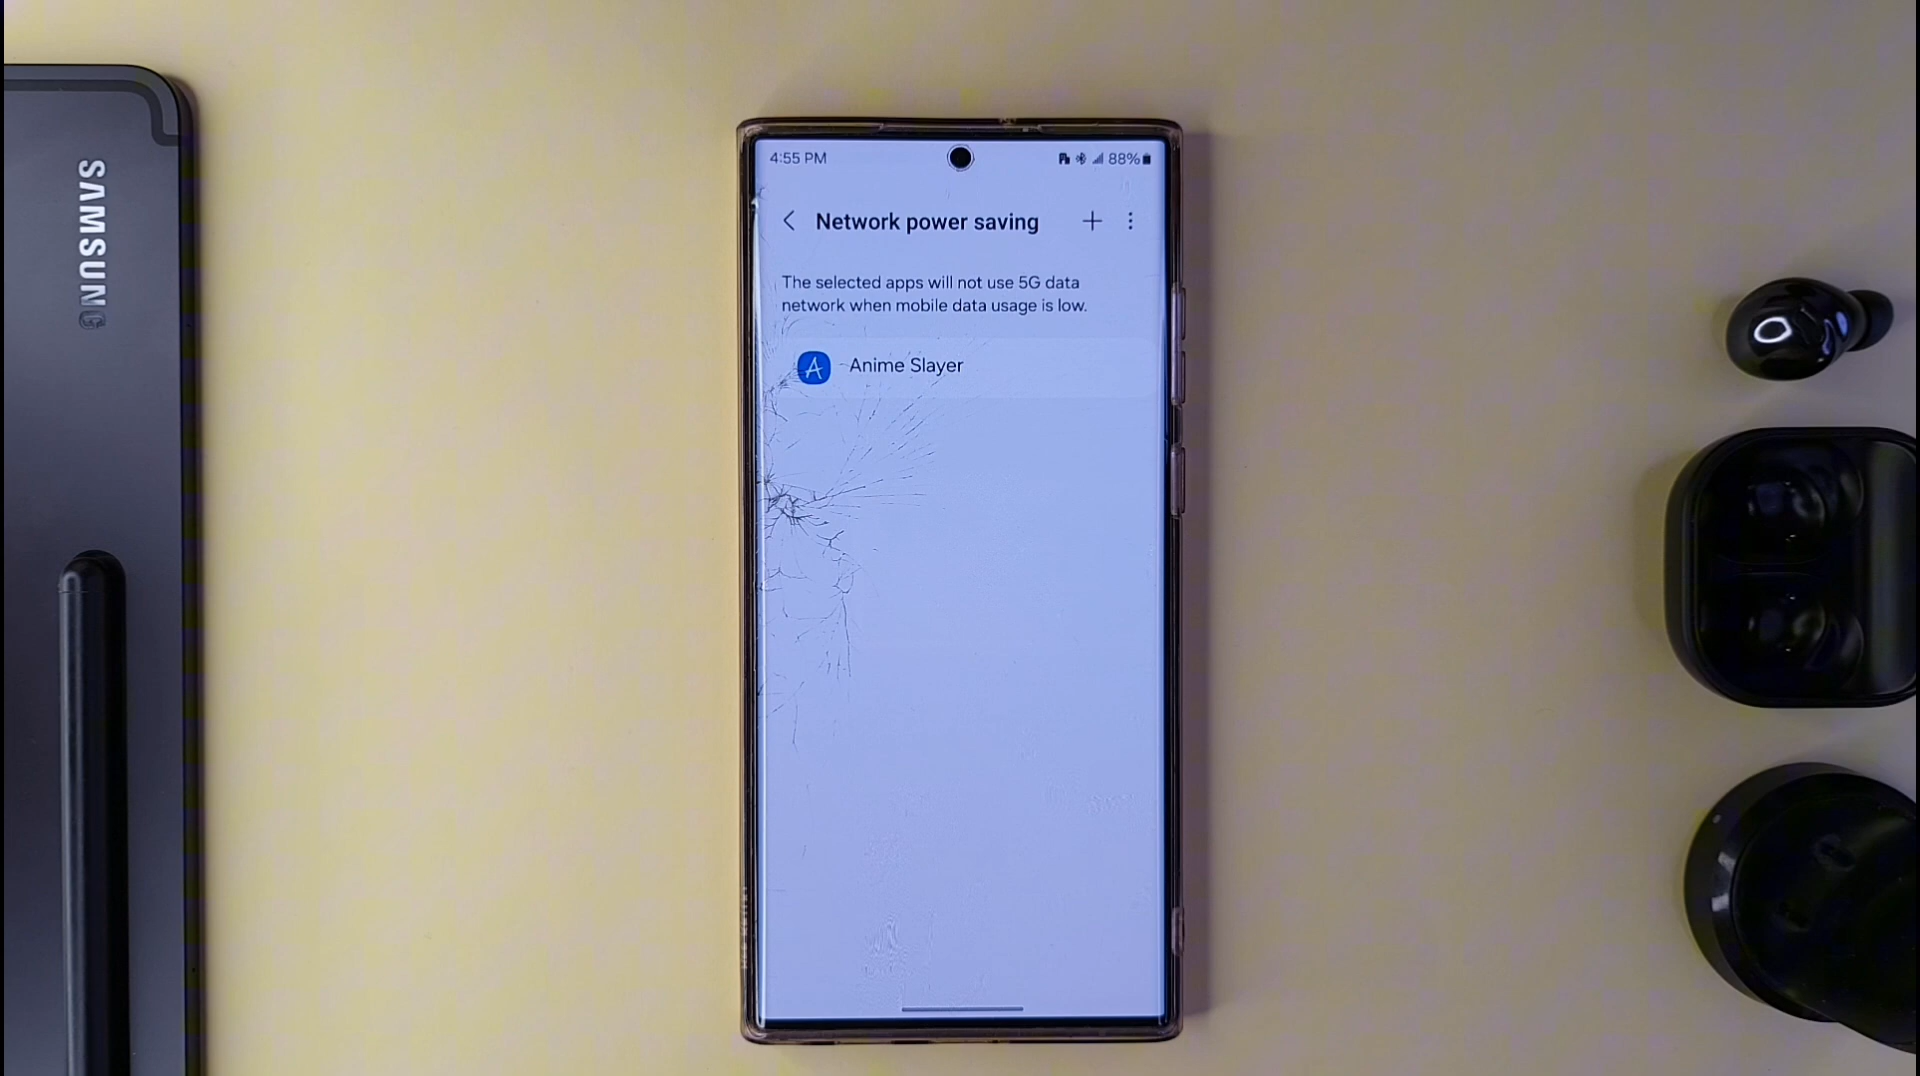 SAMSUNG
4:55 PM
88%
Network power saving
The selected apps will not use 5G data
network when mobile data usage is low.
Anime Slayer